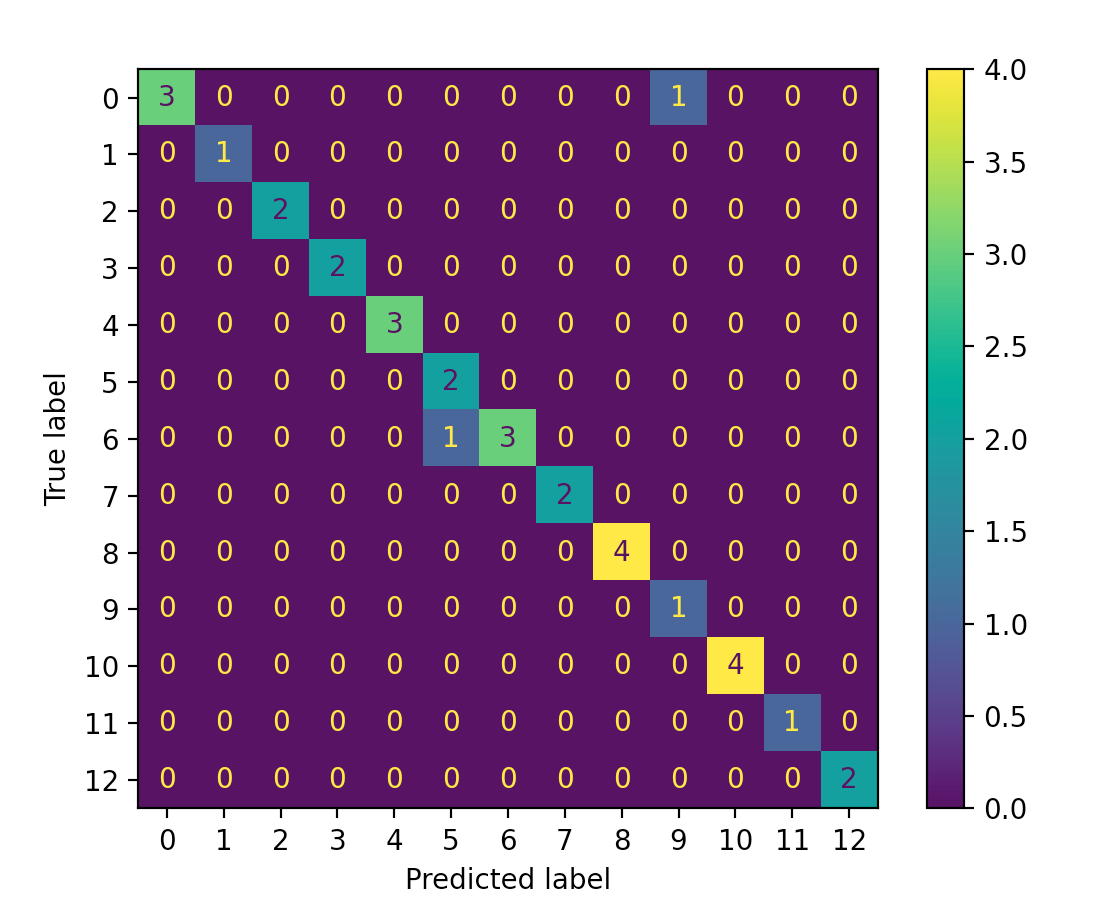 0 3 0 0 0 0 0 0 0 0 1 0 0 0 4.0
1 0 1 0 0 0 0 0 0 0 0 0 0 0 3.5
2 0 0 2 0 0 0 0 0 0 0 0 0 0
3 0 0 0 2 0 0 0 0 0 0 0 0 0 3.0
4 0 0 0 0 3 0 0 0 0 0 0 0 0 2.5
5 0 0 0 0 0 2 0 0 0 0 0 0 0
6 0 0 0 0 0 1 3 0 0 0 0 0 0 2.0
7 0 0 0 0 0 0 0 2 0 0 0 0 0
8 0 0 0 0 0 0 0 0 4 0 0 0 0 1.5
9 0 0 0 0 0 0 0 0 0 1 0 0 0 1.0
10 0 0 0 0 0 0 0 0 0 0 4 0 0
11 0 0 0 0 0 0 0 0 0 0 0 1 0 0.5
12 0 0 0 0 0 0 0 0 0 0 0 0 2 0.0
0 1 2 3 4 5 6 7 8 9 10 11 12
Predicted label
True label